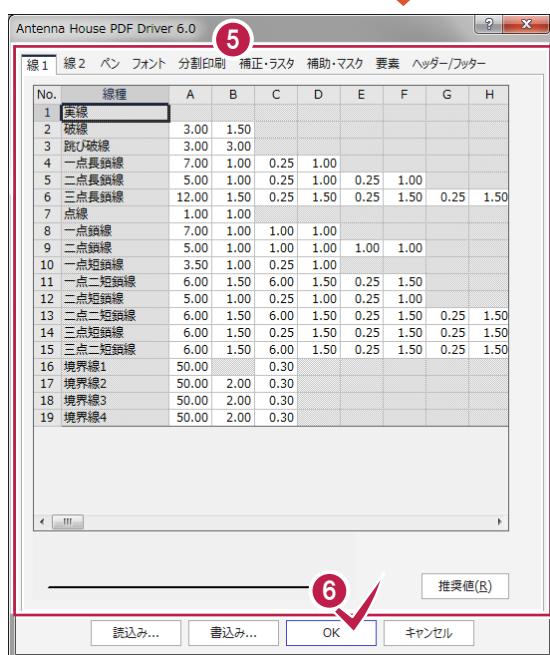 Antenna House PDF Driver 6.0
?
5
線1 線2 ペン フォント 分割印刷 補正・ラスタ 補助・マスク 要素 ヘッダー/フッター
No. 線種 A B C D E F G H
1 実線
2 破線 3.00 1.50
3 跳び破線 3.00 3.00
4 一点長鎖線 7.00 1.00 0.25 1.00
5 二点長鎖線 5.00 1.00 0.25 1.00 0.25 1.00
6 三点長鎖線 12.00 1.50 0.25 1.50 0.25 1.50 0.25 1.50
7 点線 1.00 1.00
8 一点鎖線 7.00 1.00 1.00 1.00
9 二点鎖線 5.00 1.00 1.00 1.00 1.00 1.00
10 一点短鎖線 3.50 1.00 0.25 1.00
11 一点二短鎖線 6.00 1.50 6.00 1.50 0.25 1.50
12 二点短鎖線 5.00 1.00 0.25 1.00 0.25 1.00
13 二点二短鎖線 6.00 1.50 6.00 1.50 0.25 1.50 0.25 1.50
14 三点短鎖線 6.00 1.50 0.25 1.50 0.25 1.50 0.25 1.50
15 三点二短鎖線 6.00 1.50 6.00 1.50 0.25 1.50 0.25 1.50
16 境界線1 50.00 0.30
17 境界線2 50.00 2.00 0.30
18 境界線3 50.00 2.00 0.30
19 境界線4 50.00 2.00 0.30
6
推奨値(R)
読込み... 書込み... OK キャンセル